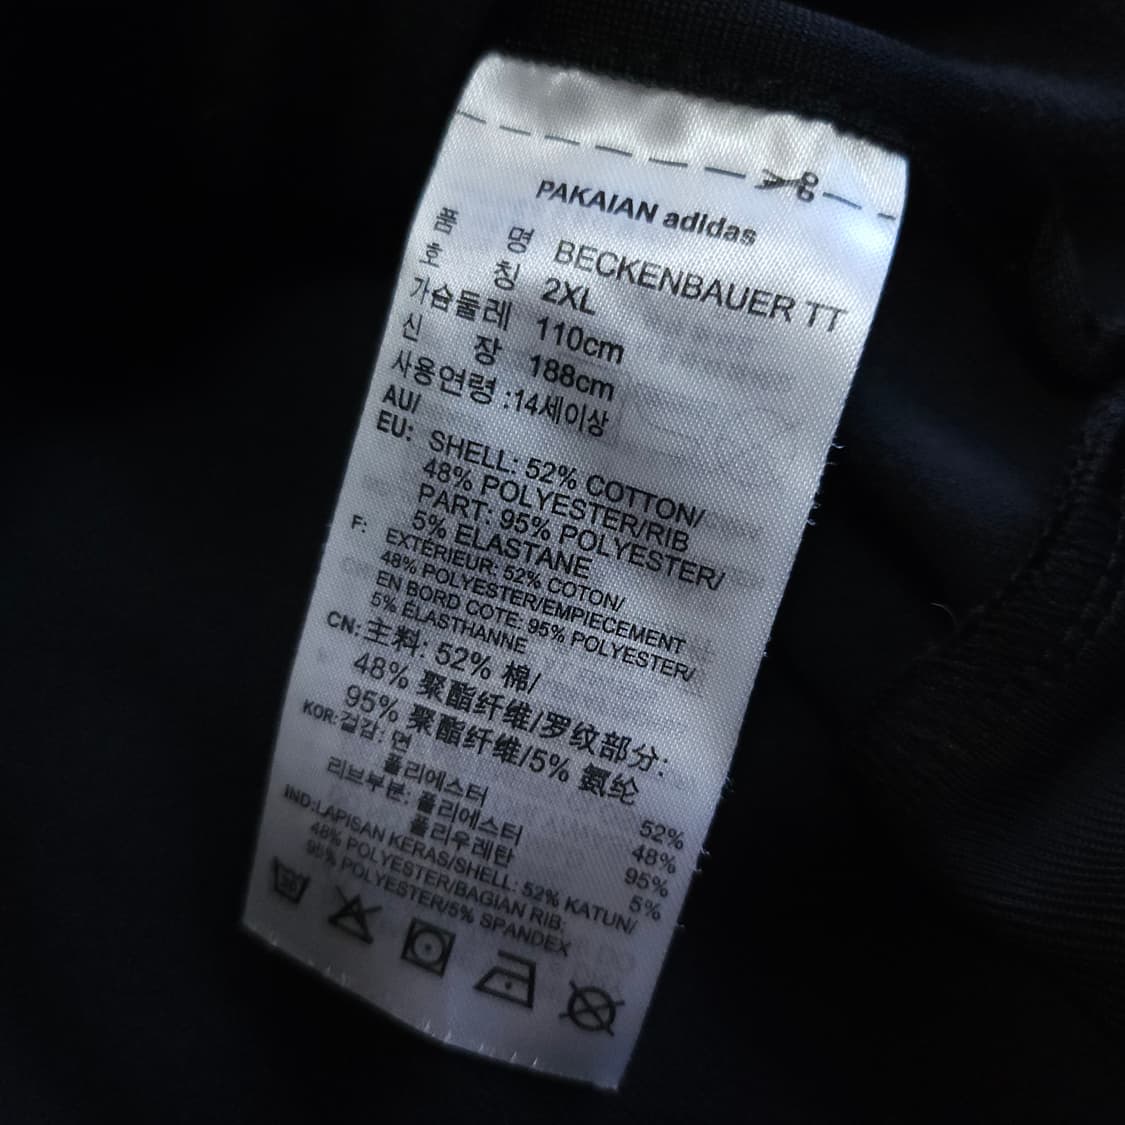 PAKAIAN adidas
품 명 BECKENBAUER TT
호 칭 2XL
가슴둘레 110cm
신 장 188cm
사용연령 :14세이상
AU/
EU: SHELL: 52% COTTON/
48% POLYESTER/RIB
PART: 95% POLYESTER/
5% ELASTANE
F: EXTERIEUR: 52% COTON/
48% POLYESTER/EMPIECEMENT
EN BORD COTE: 95% POLYESTER/
5% ELASTHANNE
CN: 主料: 52% 棉/
48% 聚酯纤维/罗纹部分:
95% 聚酯纤维/5% 氨纶
KOR: 겉감: 면 52%
폴리에스터 48%
리브부분: 폴리에스터 95%
폴리우레탄 5%
IND:LAPISAN KERAS/SHELL: 52% KATUN/
48% POLYESTER/BAGIAN RIB:
95% POLYESTER/5% SPANDEX
30